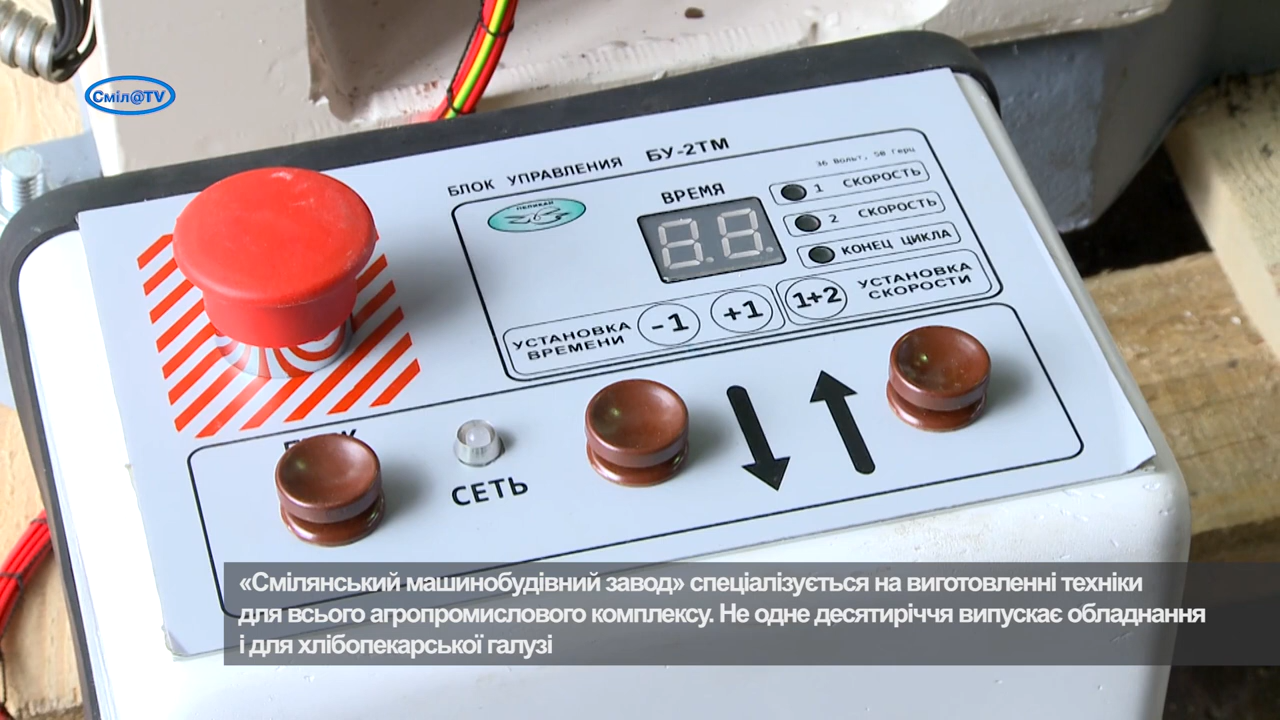 Сміл@TV
БЛОК УПРАВЛЕНИЯ БУ-2ТМ
36 Вольт, 50 Герц
ПЕЛИКАН
ВРЕМЯ
8.8.
1 СКОРОСТЬ
2 СКОРОСТЬ
КОНЕЦ ЦИКЛА
УСТАНОВКА ВРЕМЕНИ
-1
+1
1+2
УСТАНОВКА СКОРОСТИ
СЕТЬ
«Смілянський машинобудівний завод» спеціалізується на виготовленні техніки
для всього агропромислового комплексу. Не одне десятиріччя випускає обладнання
і для хлібопекарської галузі